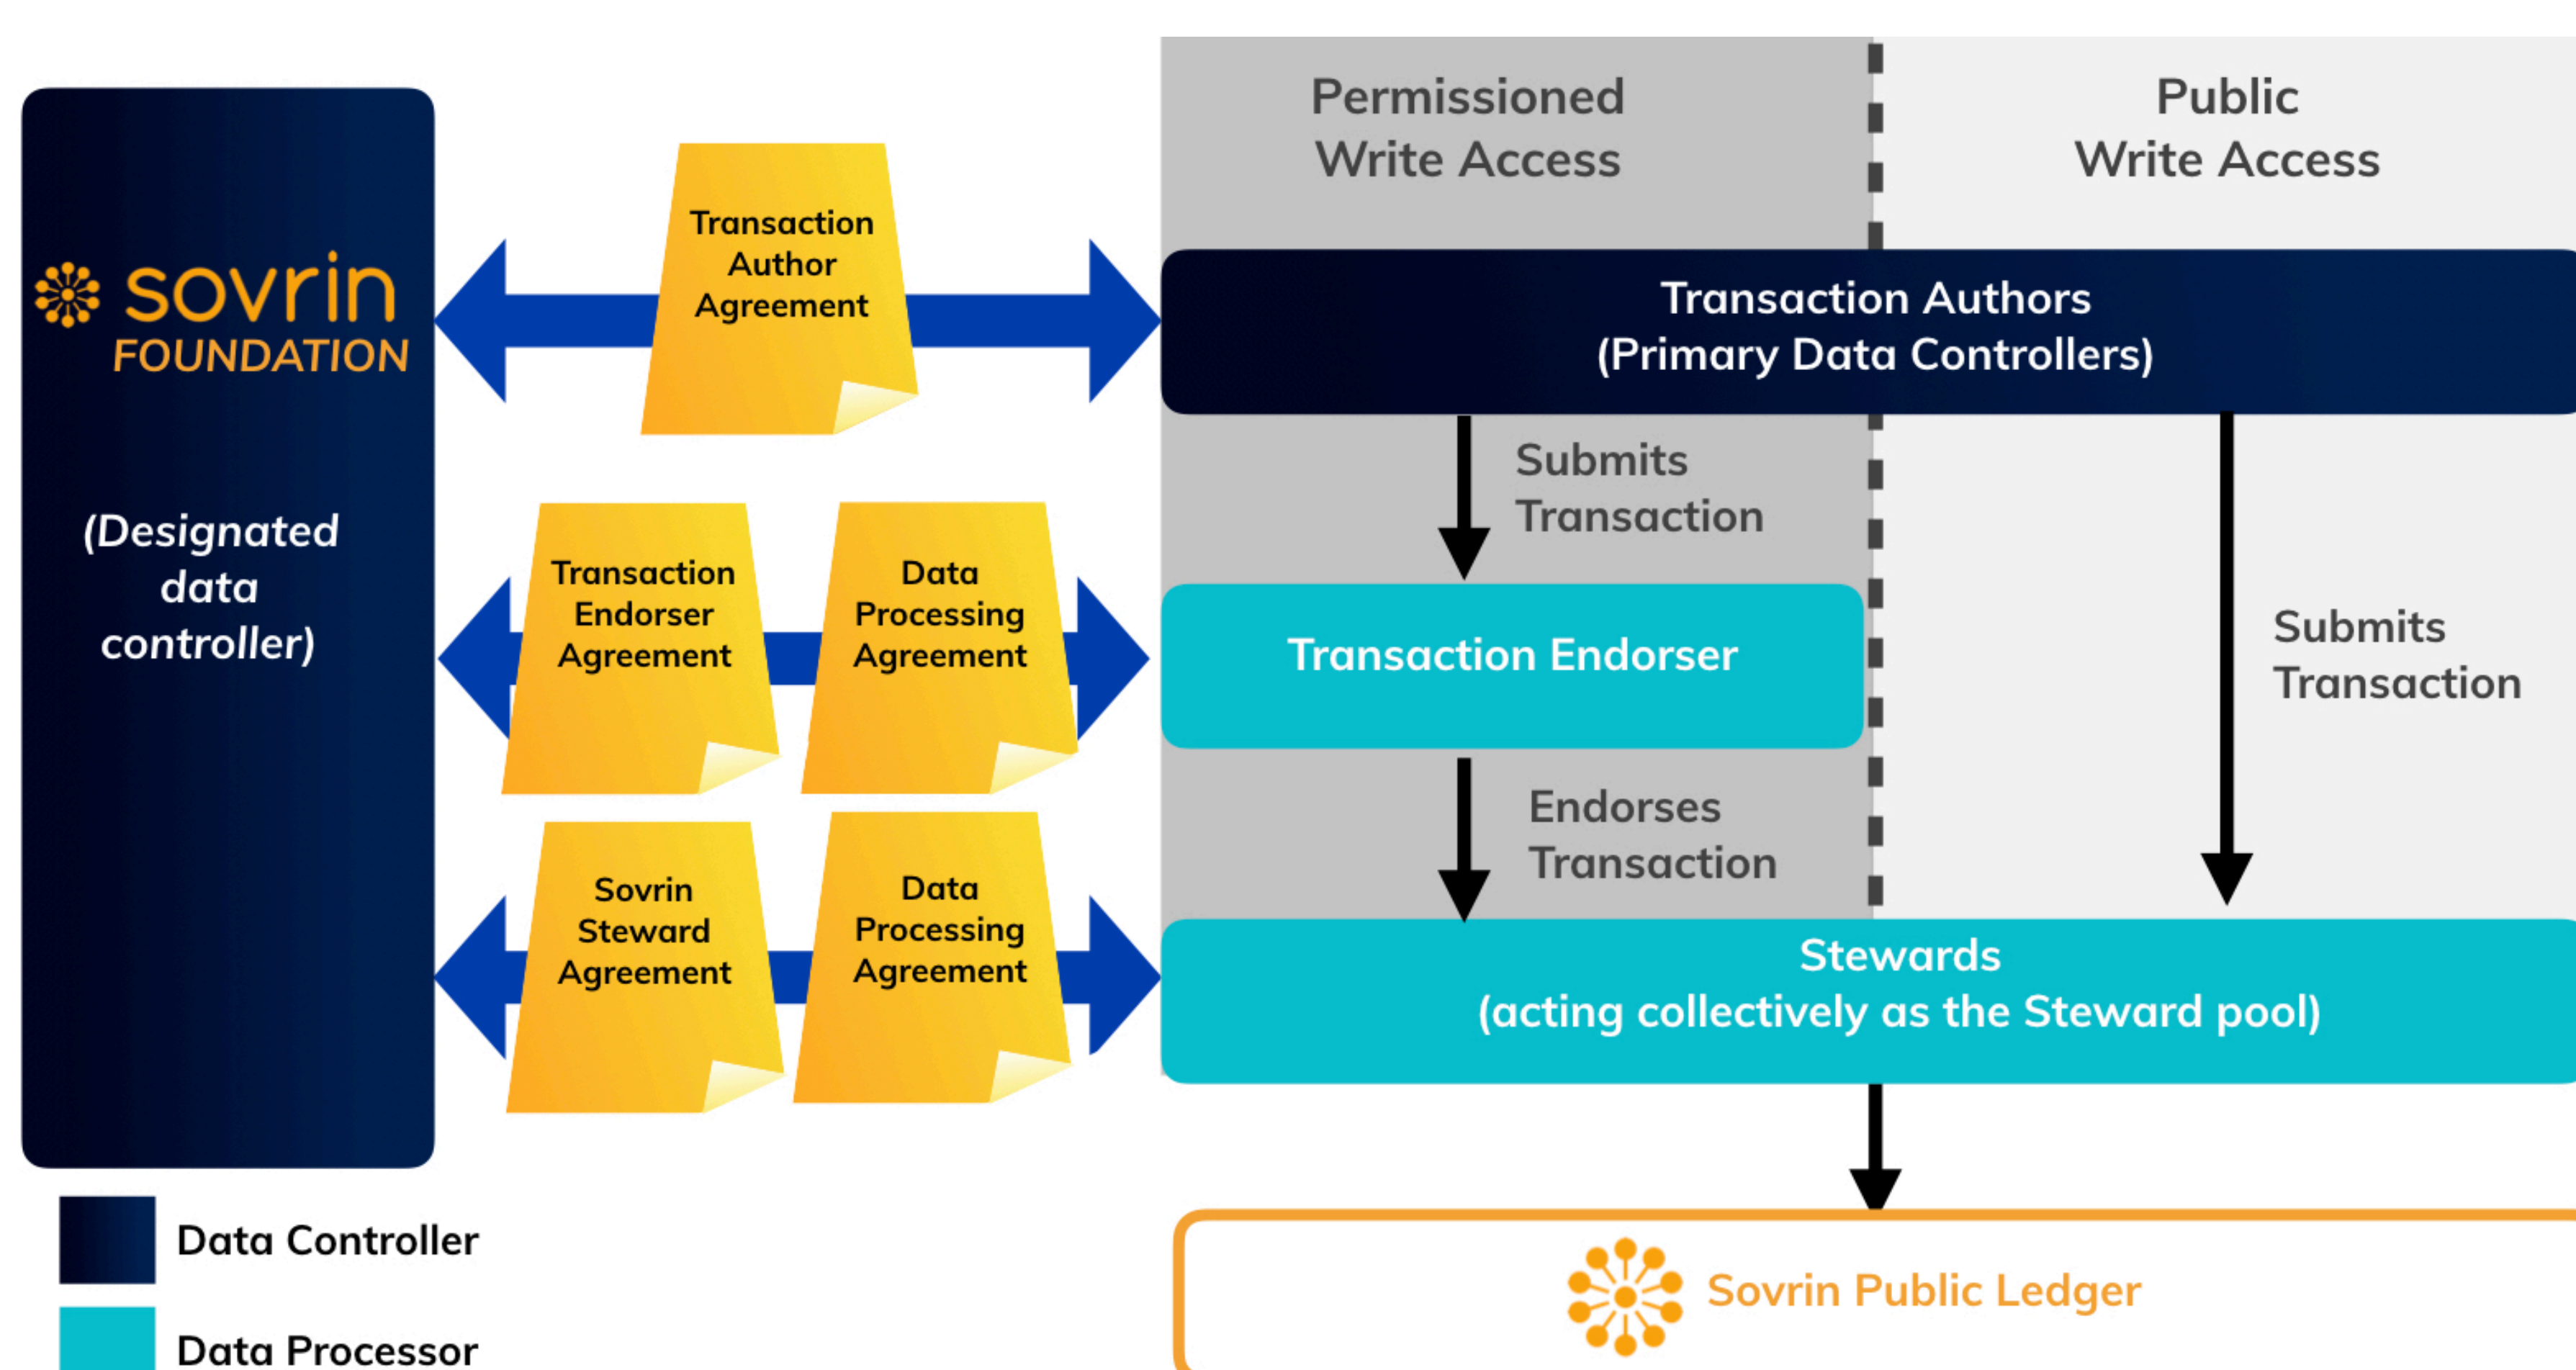 sovrin
FOUNDATION
(Designated
data
controller)
Transaction
Author
Agreement
Transaction
Endorser
Agreement
Data
Processing
Agreement
Sovrin
Steward
Agreement
Data
Processing
Agreement
Permissioned
Write Access
Public
Write Access
Transaction Authors
(Primary Data Controllers)
Submits
Transaction
Submits
Transaction
Transaction Endorser
Endorses
Transaction
Stewards
(acting collectively as the Steward pool)
Sovrin Public Ledger
Data Controller
Data Processor